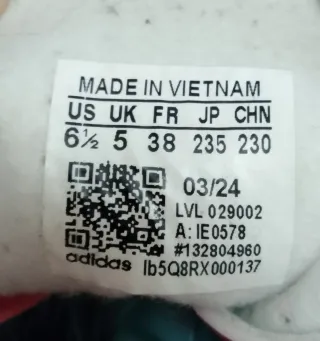 MADE IN VIETNAM
US UK FR JP CHN
6½ 5 38 235 230
03/24
LVL 029002
A: IE0578
#132804960
adidas Ib5Q8RX000137